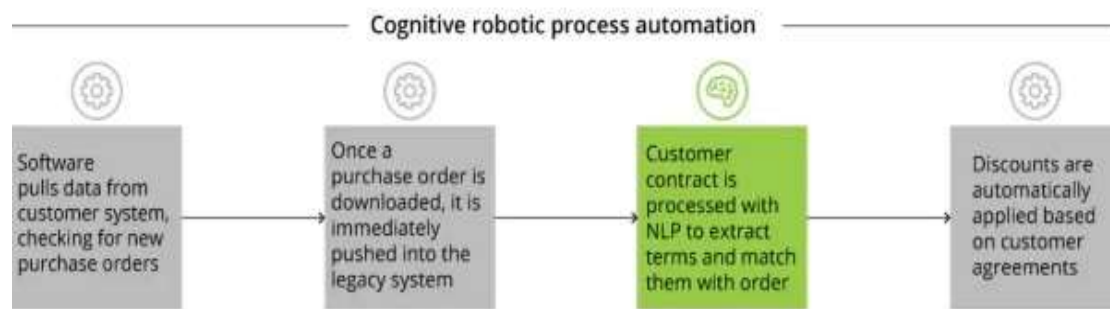 Cognitive robotic process automation
Software
pulls data from
customer system,
checking for new
purchase orders
Once a
purchase order is
downloaded, it is
immediately
pushed into the
legacy system
Customer
contract is
processed with
NLP to extract
terms and match
them with order
Discounts are
automatically
applied based
on customer
agreements